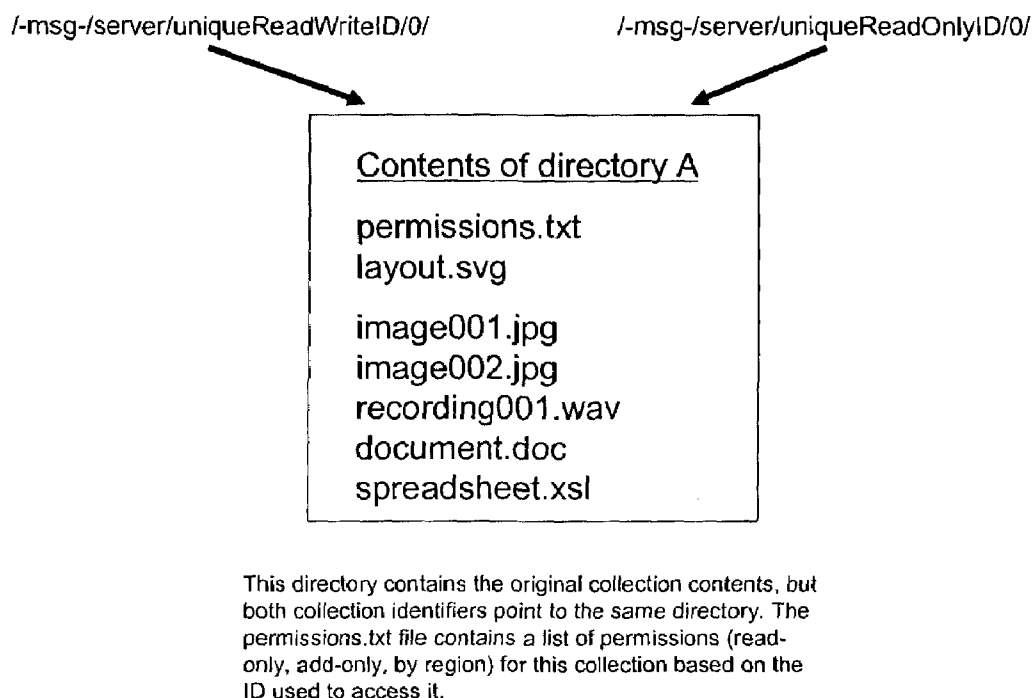 /-msg-/server/uniqueReadWriteID/0/
/-msg-/server/uniqueReadOnlyID/0/
Contents of directory A
permissions.txt
layout.svg
image001.jpg
image002.jpg
recording001.wav
document.doc
spreadsheet.xsl
This directory contains the original collection contents, but
both collection identifiers point to the same directory. The
permissions.txt file contains a list of permissions (read-
only, add-only, by region) for this collection based on the
ID used to access it.